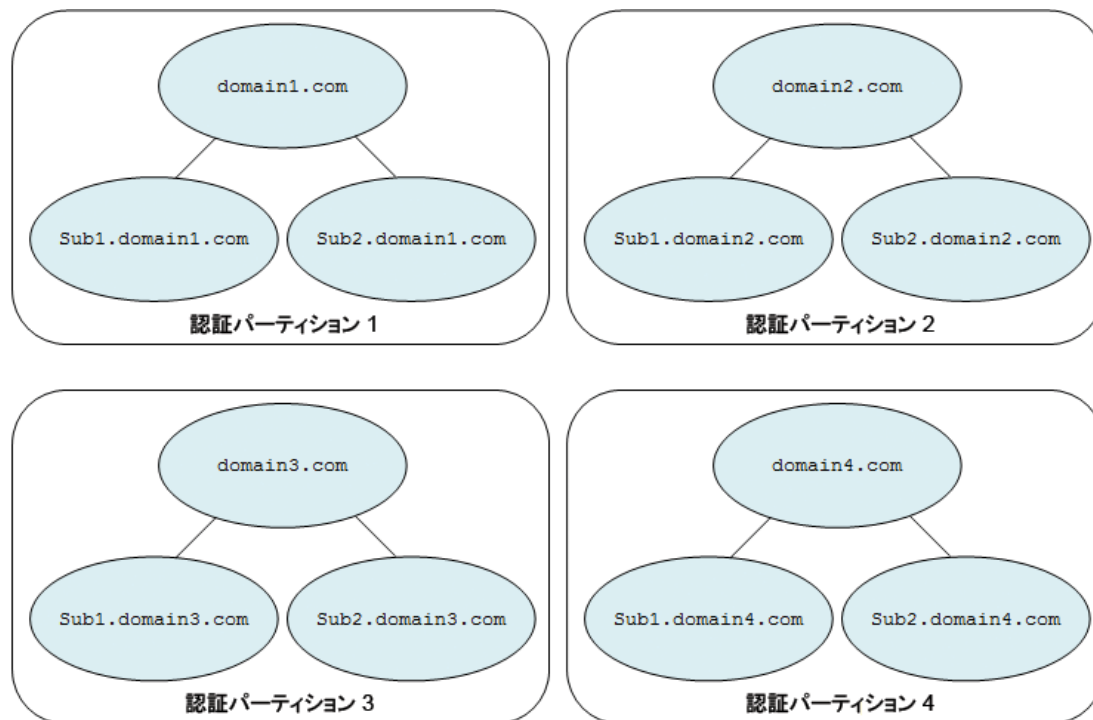 domain1.com
Sub1.domain1.com
Sub2.domain1.com
認証パーティション 1
domain2.com
Sub1.domain2.com
Sub2.domain2.com
認証パーティション 2
domain3.com
Sub1.domain3.com
Sub2.domain3.com
認証パーティション 3
domain4.com
Sub1.domain4.com
Sub2.domain4.com
認証パーティション 4